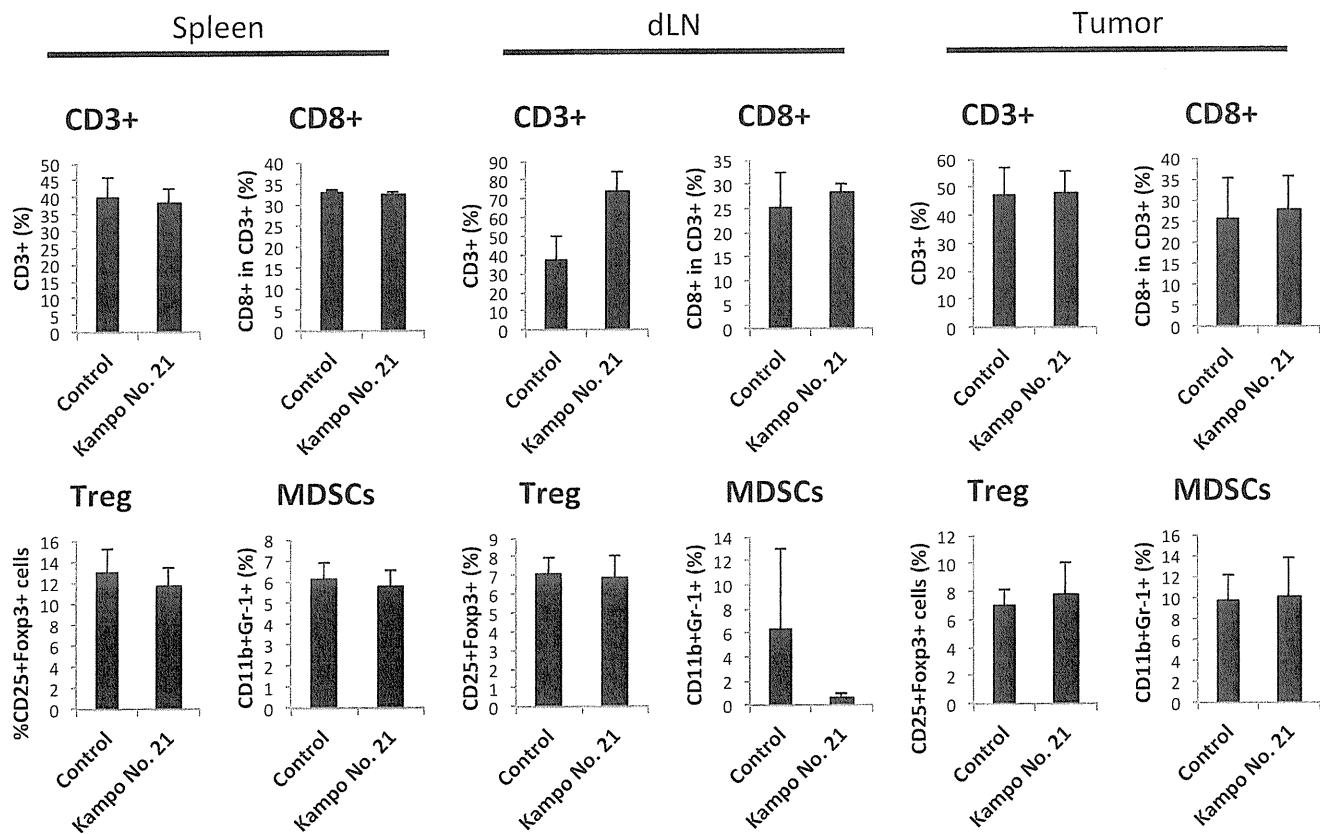 Spleen
dLN
Tumor
CD3+
CD8+
CD3+
CD8+
CD3+
CD8+
CD3+ (%)
50
45
40
35
30
25
20
15
10
5
0
Control
Kampo No. 21
CD8+ in CD3+ (%)
40
35
30
25
20
15
10
5
0
Control
Kampo No. 21
CD3+ (%)
90
80
70
60
50
40
30
20
10
0
Control
Kampo No. 21
CD8+ in CD3+ (%)
35
30
25
20
15
10
5
0
Control
Kampo No. 21
CD3+ (%)
60
50
40
30
20
10
0
Control
Kampo No. 21
CD8+ in CD3+ (%)
40
35
30
25
20
15
10
5
0
Control
Kampo No. 21
Treg
MDSCs
Treg
MDSCs
Treg
MDSCs
%CD25+Foxp3+ cells
16
14
12
10
8
6
4
2
0
Control
Kampo No. 21
CD11b+Gr-1+ (%)
8
7
6
5
4
3
2
1
0
Control
Kampo No. 21
CD25+Foxp3+ (%)
9
8
7
6
5
4
3
2
1
0
Control
Kampo No. 21
CD11b+Gr-1+ (%)
14
12
10
8
6
4
2
0
Control
Kampo No. 21
CD25+Foxp3+ cells (%)
12
10
8
6
4
2
0
Control
Kampo No. 21
CD11b+Gr-1+ (%)
16
14
12
10
8
6
4
2
0
Control
Kampo No. 21